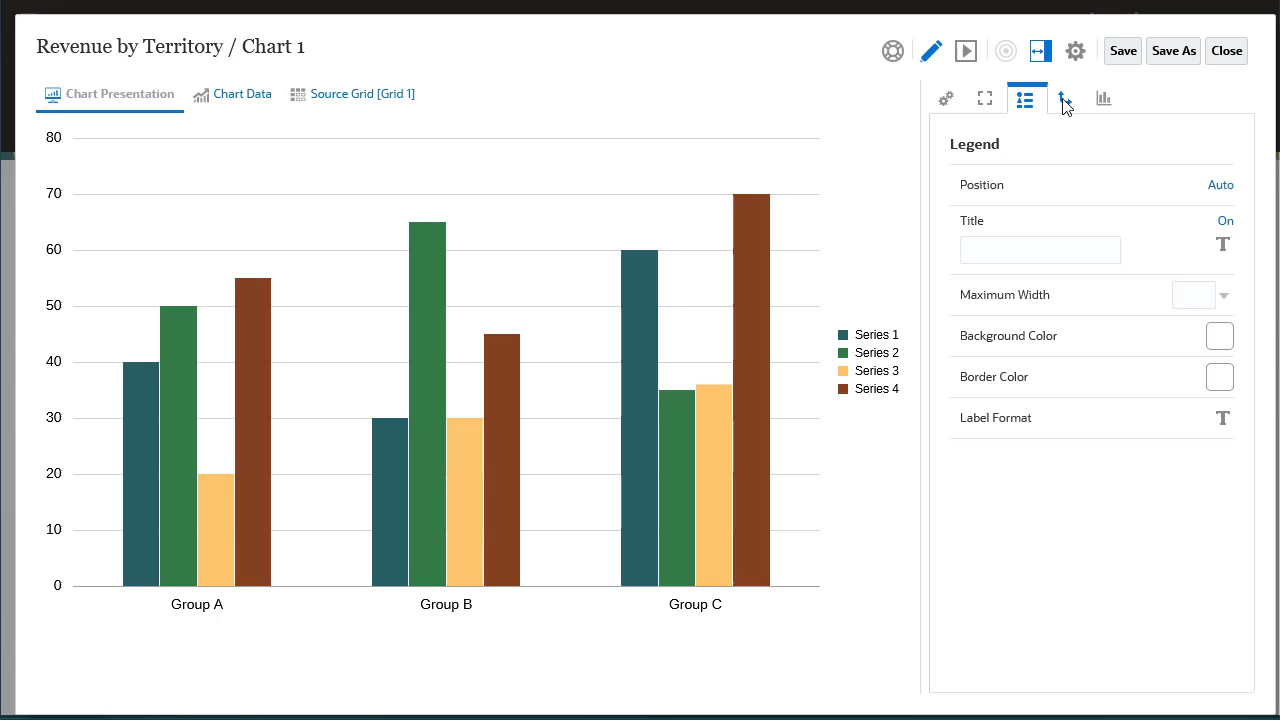 Revenue by Territory / Chart 1
Save
Save As
Close
Chart Presentation
Chart Data
Source Grid [Grid 1]
80
70
60
50
40
30
20
10
0
Group A
Group B
Group C
Series 1
Series 2
Series 3
Series 4
Legend
Position
Auto
Title
On
T
Maximum Width
Background Color
Border Color
Label Format
T